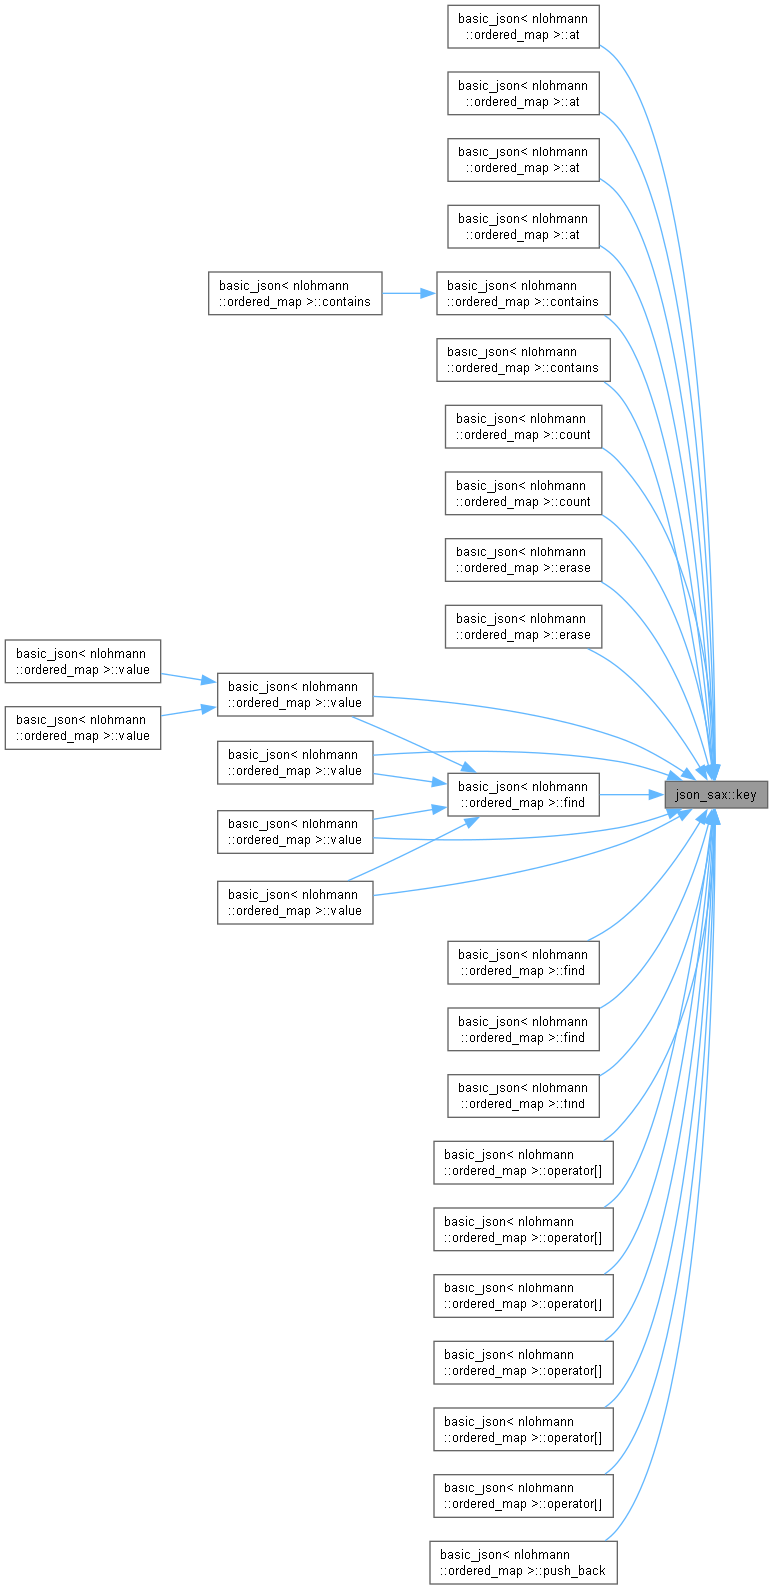 basic_json< nlohmann
::ordered_map >::at
basic_json< nlohmann
::ordered_map >::at
basic_json< nlohmann
::ordered_map >::at
basic_json< nlohmann
::ordered_map >::at
basic_json< nlohmann
::ordered_map >::contains
basic_json< nlohmann
::ordered_map >::contains
basic_json< nlohmann
::ordered_map >::contains
basic_json< nlohmann
::ordered_map >::count
basic_json< nlohmann
::ordered_map >::count
basic_json< nlohmann
::ordered_map >::erase
basic_json< nlohmann
::ordered_map >::erase
basic_json< nlohmann
::ordered_map >::value
basic_json< nlohmann
::ordered_map >::value
basic_json< nlohmann
::ordered_map >::value
basic_json< nlohmann
::ordered_map >::value
basic_json< nlohmann
::ordered_map >::value
basic_json< nlohmann
::ordered_map >::value
basic_json< nlohmann
::ordered_map >::find
json_sax::key
basic_json< nlohmann
::ordered_map >::find
basic_json< nlohmann
::ordered_map >::find
basic_json< nlohmann
::ordered_map >::find
basic_json< nlohmann
::ordered_map >::operator[]
basic_json< nlohmann
::ordered_map >::operator[]
basic_json< nlohmann
::ordered_map >::operator[]
basic_json< nlohmann
::ordered_map >::operator[]
basic_json< nlohmann
::ordered_map >::operator[]
basic_json< nlohmann
::ordered_map >::operator[]
basic_json< nlohmann
::ordered_map >::push_back